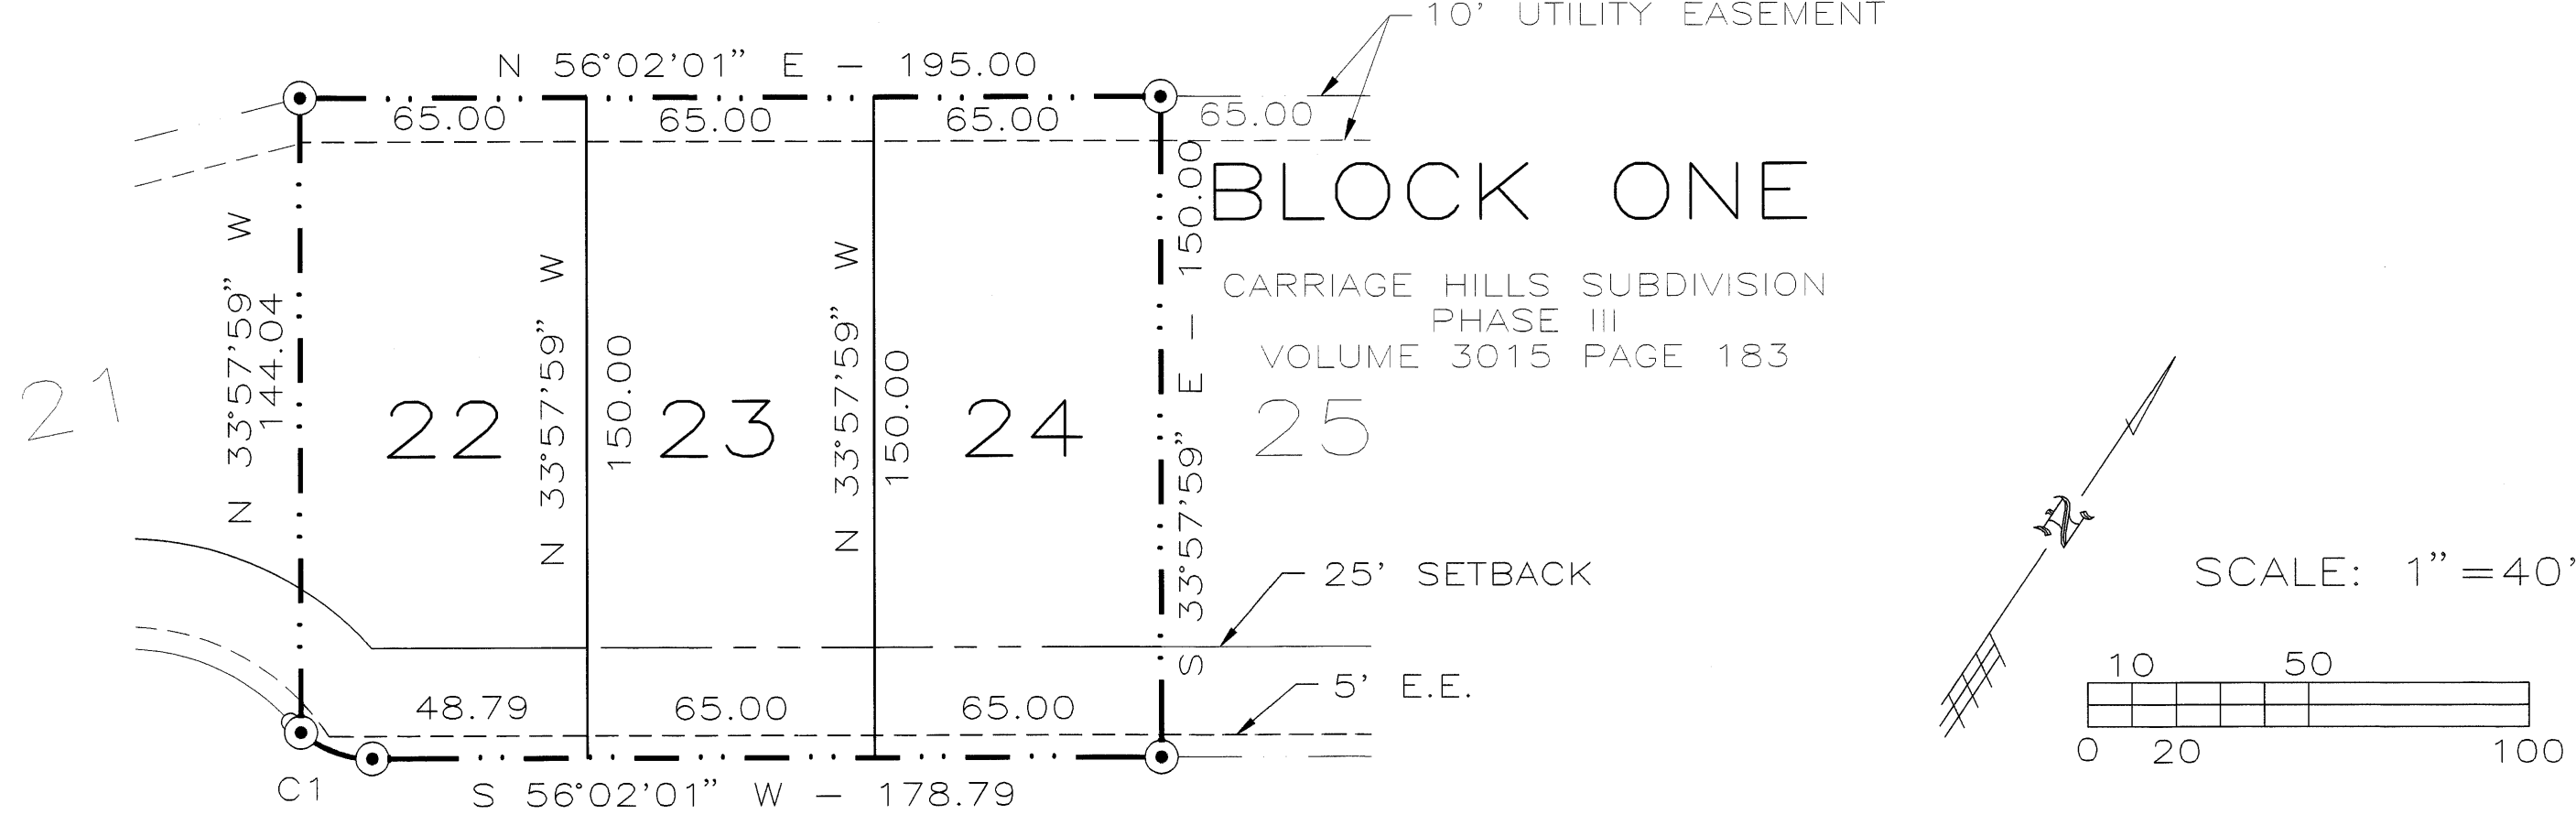 10' UTILITY EASEMENT
N 56°02'01" E – 195.00
65.00
65.00
65.00
65.00
BLOCK ONE
CARRIAGE HILLS SUBDIVISION
PHASE III
VOLUME 3015 PAGE 183
21
N 33°57'59" W
144.04
22
N 33°57'59" W
150.00
23
N 33°57'59" W
150.00
24
S 33°57'59" E – 150.00
25
N
25' SETBACK
SCALE: 1"=40'
5' E.E.
48.79
65.00
65.00
10
50
0
20
100
C1
S 56°02'01" W – 178.79